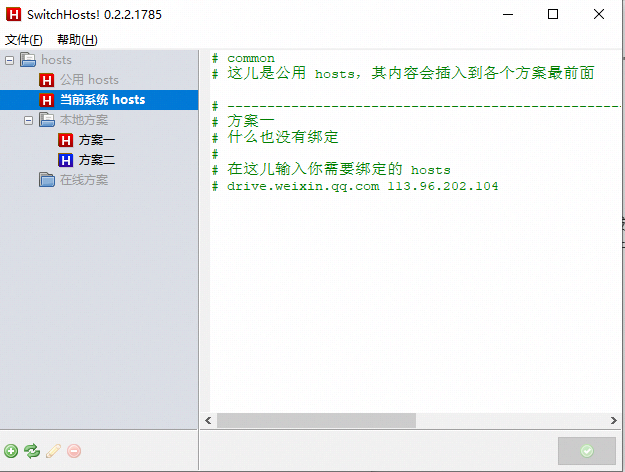 SwitchHosts! 0.2.2.1785
文件(F) 帮助(H)
hosts
公用 hosts
当前系统 hosts
本地方案
方案一
方案二
在线方案
# common
# 这儿是公用 hosts，其内容会插入到各个方案最前面
# --------------------------------------------------
# 方案一
# 什么也没有绑定
#
# 在这儿输入你需要绑定的 hosts
# drive.weixin.qq.com 113.96.202.104